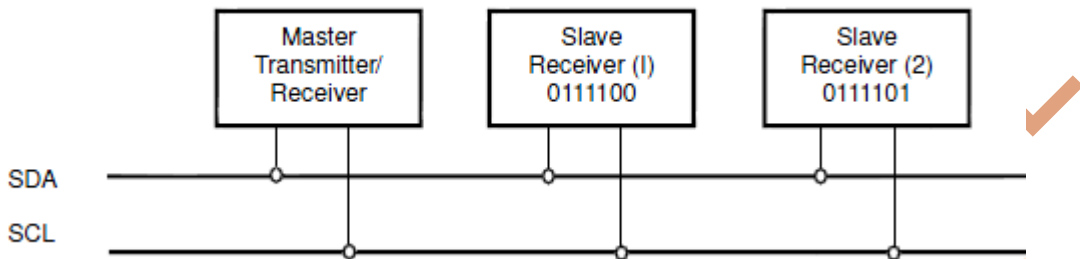 Master
Transmitter/
Receiver
Slave
Receiver (I)
0111100
Slave
Receiver (2)
0111101
SDA
SCL